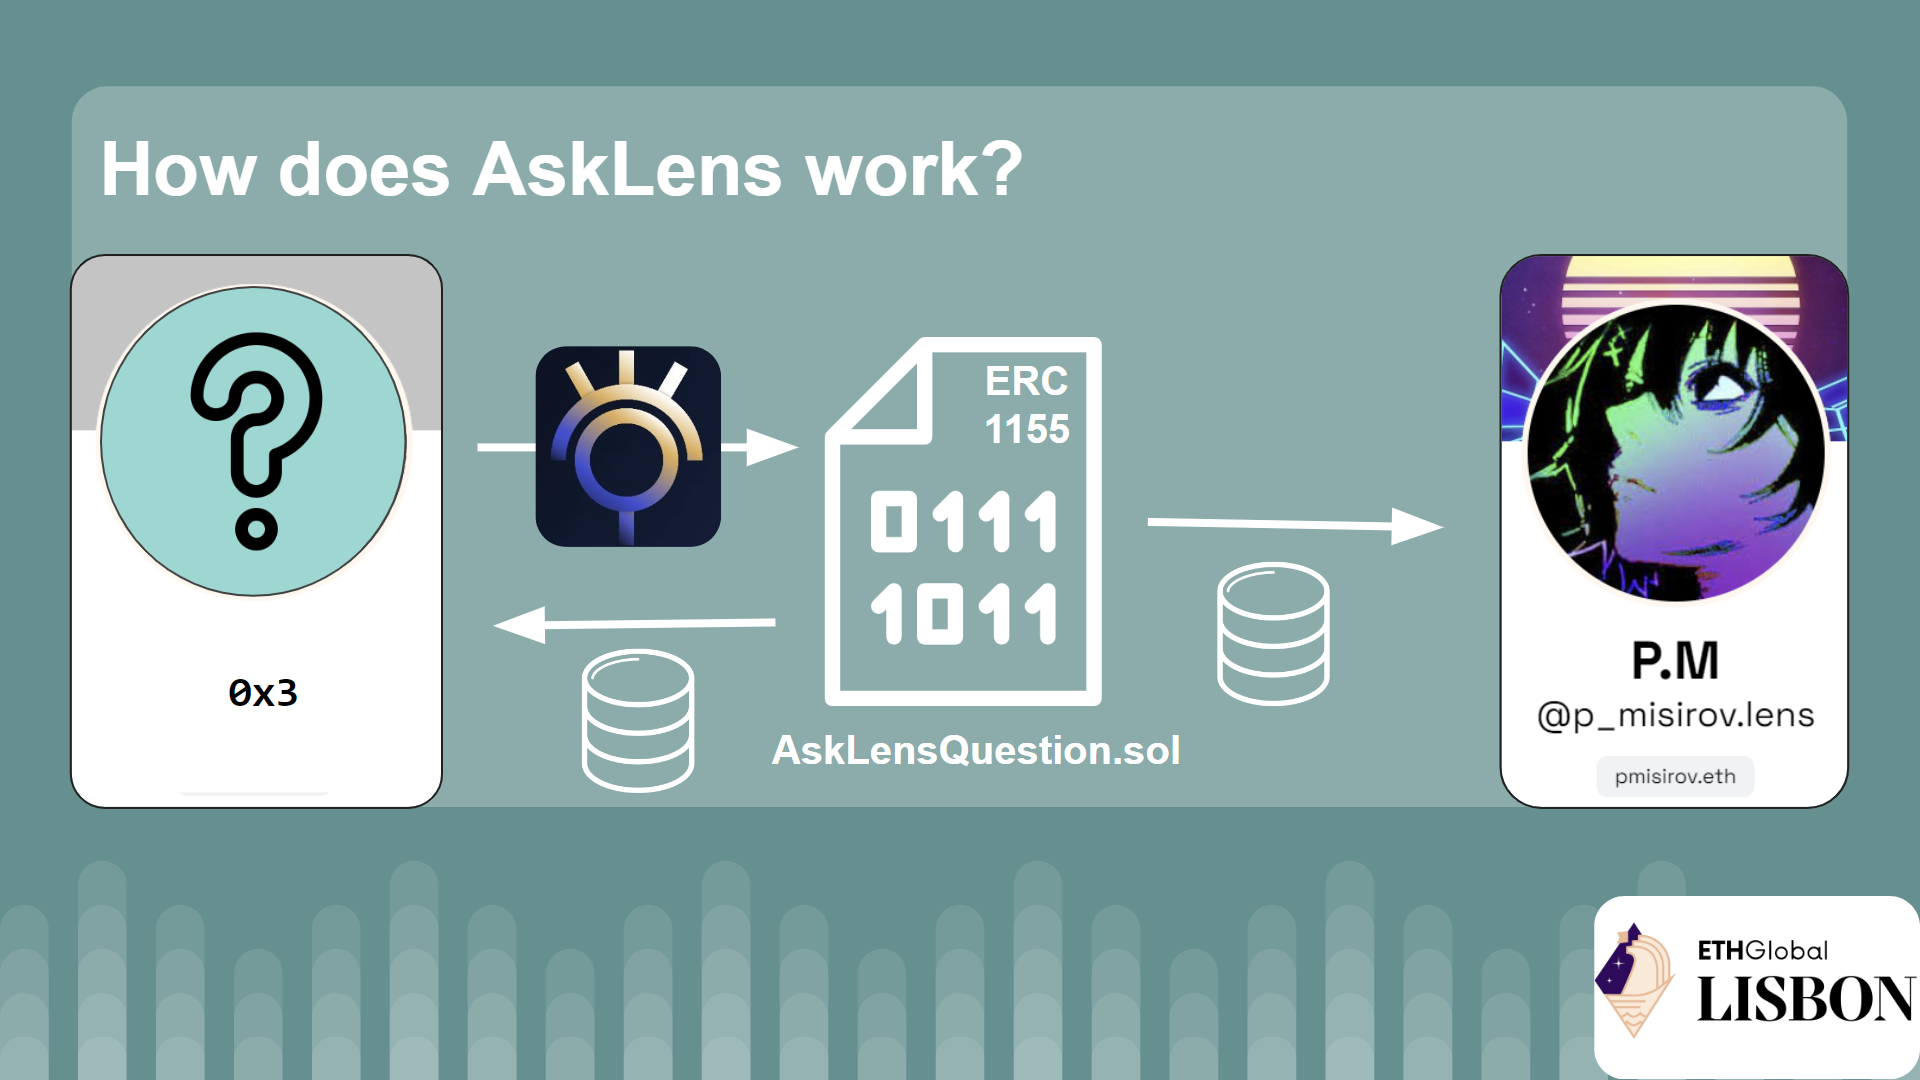 How does AskLens work?
0x3
ERC
1155
0111
1011
AskLensQuestion.sol
P.M
@p_misirov.lens
pmisirov.eth
ETHGlobal
LISBON